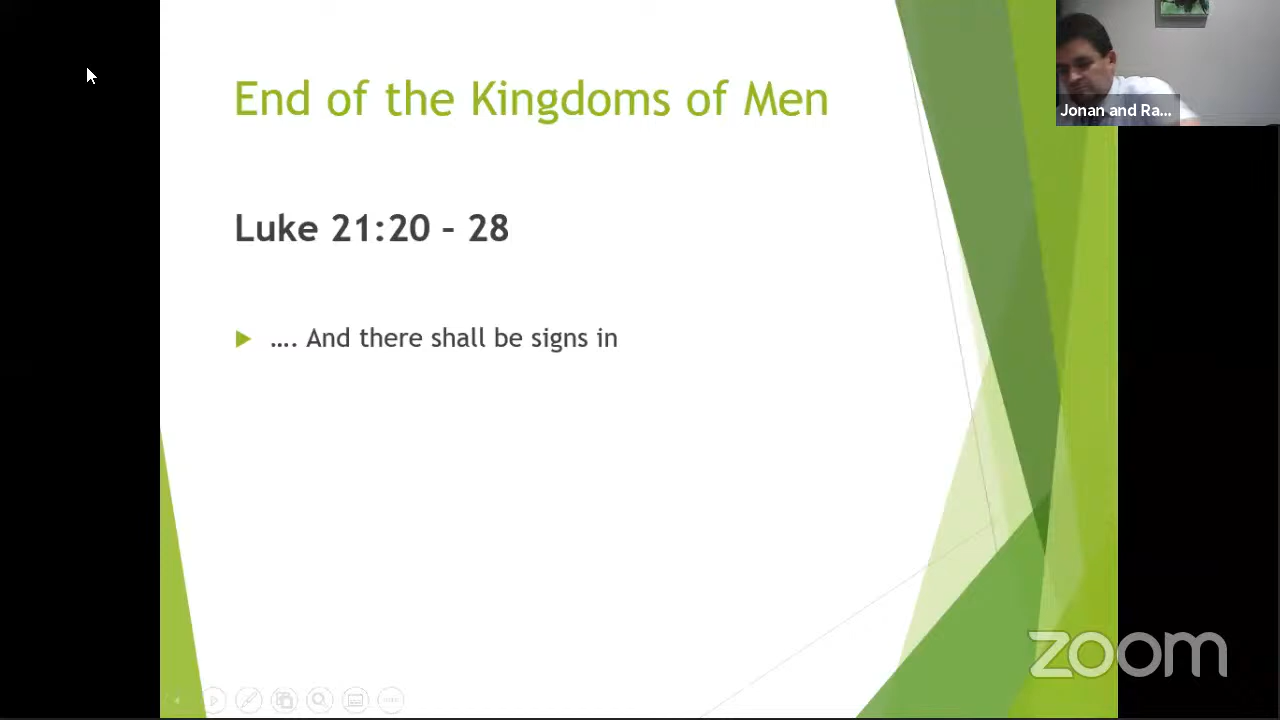 End of the Kingdoms of Men
Jonan and Ra...
Luke 21:20 – 28
.... And there shall be signs in
zoom